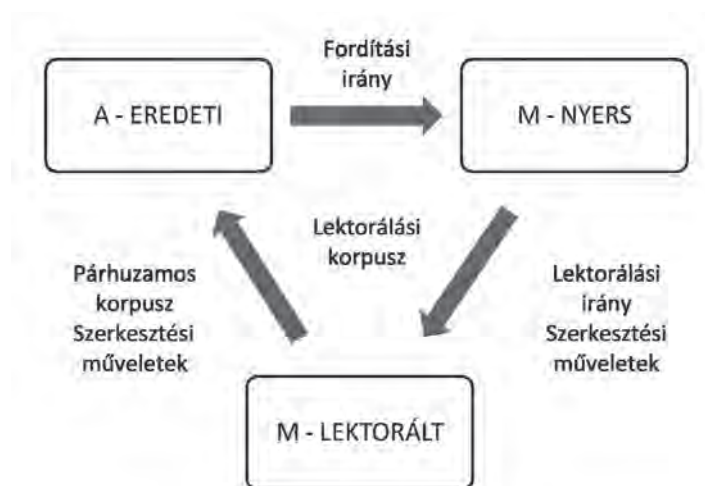 Fordítási
irány
A - EREDETI
M - NYERS
Lektorálási
korpusz
Párhuzamos
korpusz
Szerkesztési
műveletek
Lektorálási
irány
Szerkesztési
műveletek
M - LEKTORÁLT